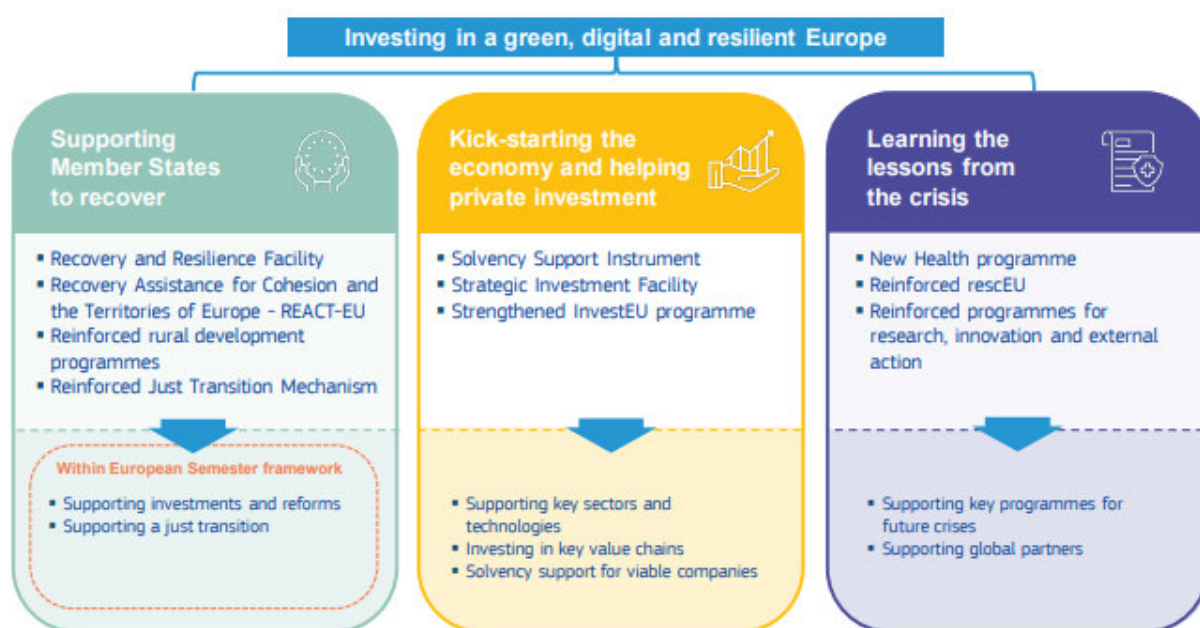 Investing in a green, digital and resilient Europe
Supporting
Member States
to recover
▪ Recovery and Resilience Facility
▪ Recovery Assistance for Cohesion and
the Territories of Europe - REACT-EU
▪ Reinforced rural development
programmes
▪ Reinforced Just Transition Mechanism
Within European Semester framework
▪ Supporting investments and reforms
▪ Supporting a just transition
Kick-starting the
economy and helping
private investment
▪ Solvency Support Instrument
▪ Strategic Investment Facility
▪ Strengthened InvestEU programme
▪ Supporting key sectors and
technologies
▪ Investing in key value chains
▪ Solvency support for viable companies
Learning the
lessons from
the crisis
▪ New Health programme
▪ Reinforced rescEU
▪ Reinforced programmes for
research, innovation and external
action
▪ Supporting key programmes for
future crises
▪ Supporting global partners